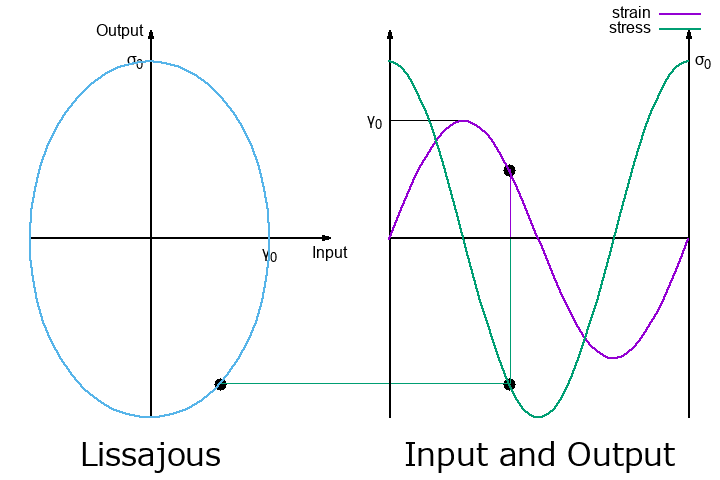 Output
σ0
γ0
Input
Lissajous
strain
stress
σ0
γ0
Input and Output